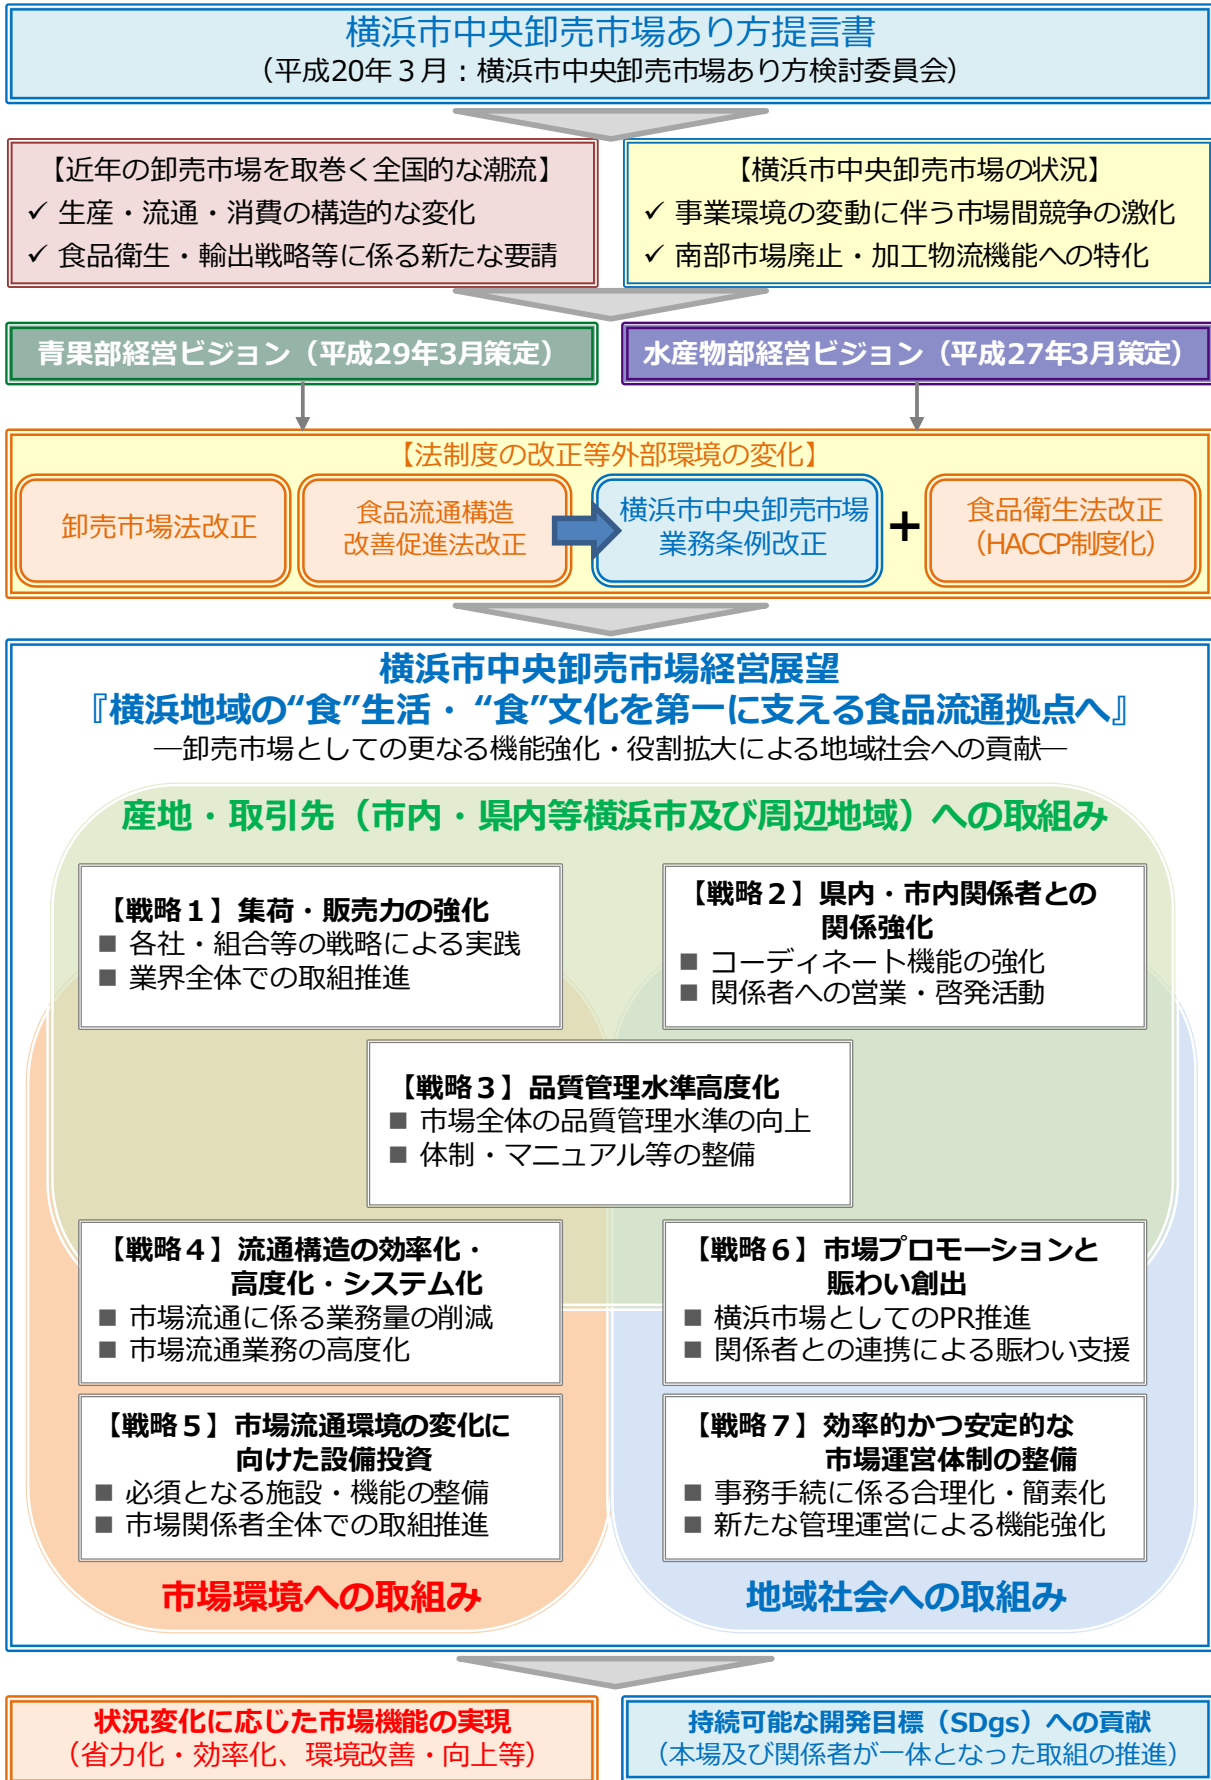 横浜市中央卸売市場あり方提言書
（平成20年３月：横浜市中央卸売市場あり方検討委員会）
【近年の卸売市場を取巻く全国的な潮流】
✓ 生産・流通・消費の構造的な変化
✓ 食品衛生・輸出戦略等に係る新たな要請
【横浜市中央卸売市場の状況】
✓ 事業環境の変動に伴う市場間競争の激化
✓ 南部市場廃止・加工物流機能への特化
青果部経営ビジョン（平成29年3月策定）
水産物部経営ビジョン（平成27年3月策定）
【法制度の改正等外部環境の変化】
卸売市場法改正
食品流通構造
改善促進法改正
横浜市中央卸売市場
業務条例改正
+
食品衛生法改正
（HACCP制度化）
横浜市中央卸売市場経営展望
『横浜地域の“食”生活・ “食”文化を第一に支える食品流通拠点へ』
―卸売市場としての更なる機能強化・役割拡大による地域社会への貢献―
産地・取引先（市内・県内等横浜市及び周辺地域）への取組み
【戦略１】集荷・販売力の強化
■ 各社・組合等の戦略による実践
■ 業界全体での取組推進
【戦略２】県内・市内関係者との
関係強化
■ コーディネート機能の強化
■ 関係者への営業・啓発活動
【戦略３】品質管理水準高度化
■ 市場全体の品質管理水準の向上
■ 体制・マニュアル等の整備
【戦略４】流通構造の効率化・
高度化・システム化
■ 市場流通に係る業務量の削減
■ 市場流通業務の高度化
【戦略６】市場プロモーションと
賑わい創出
■ 横浜市場としてのPR推進
■ 関係者との連携による賑わい支援
【戦略５】市場流通環境の変化に
向けた設備投資
■ 必須となる施設・機能の整備
■ 市場関係者全体での取組推進
【戦略７】効率的かつ安定的な
市場運営体制の整備
■ 事務手続に係る合理化・簡素化
■ 新たな管理運営による機能強化
市場環境への取組み
地域社会への取組み
状況変化に応じた市場機能の実現
（省力化・効率化、環境改善・向上等）
持続可能な開発目標（SDgs）への貢献
（本場及び関係者が一体となった取組の推進）